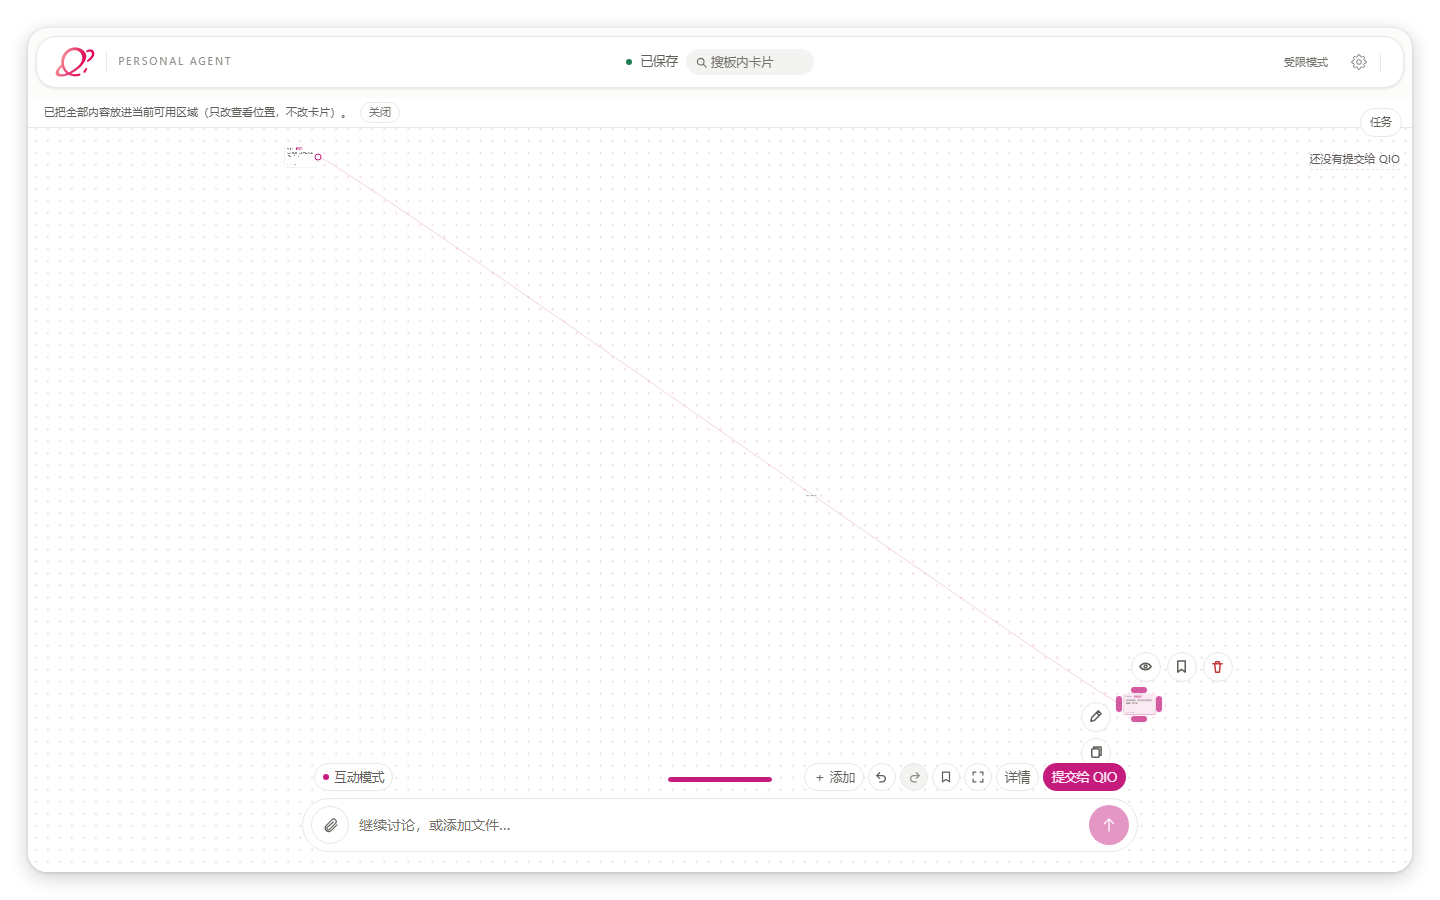 PERSONAL AGENT
已保存
搜板内卡片
受限模式
已把全部内容放进当前可用区域（只改查看位置，不改卡片）。
关闭
任务
还没有提交给 QIO
互动模式
+ 添加
详情
提交给 QIO
继续讨论，或添加文件...